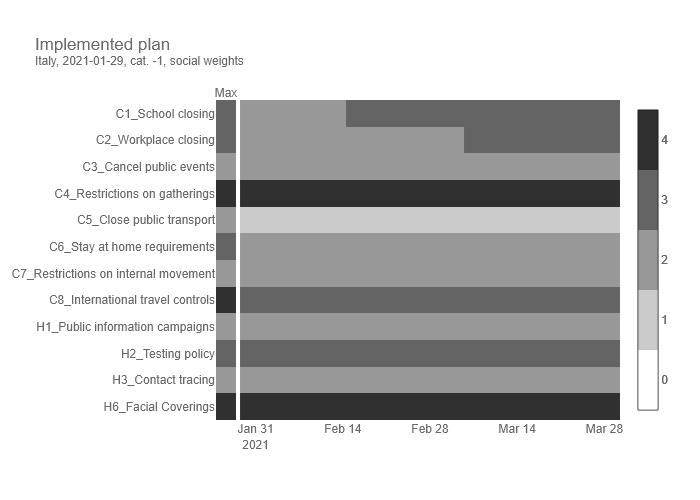 Implemented plan
Italy, 2021-01-29, cat. -1, social weights
Max
C1_School closing
C2_Workplace closing
C3_Cancel public events
C4_Restrictions on gatherings
C5_Close public transport
C6_Stay at home requirements
C7_Restrictions on internal movement
C8_International travel controls
H1_Public information campaigns
H2_Testing policy
H3_Contact tracing
H6_Facial Coverings
Jan 31 Feb 14 Feb 28 Mar 14 Mar 28
2021
4
3
2
1
0